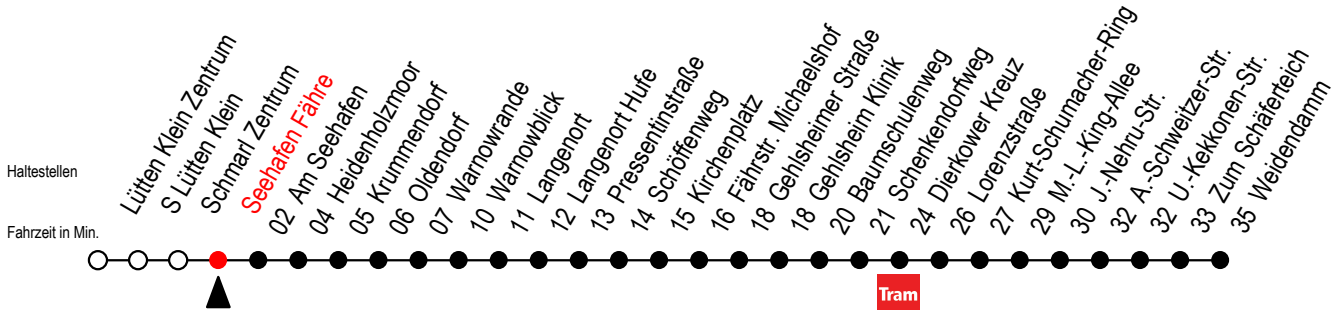 Haltestellen
Fahrzeit in Min.
Lütten Klein Zentrum
S Lütten Klein
Schmarl Zentrum
Seehafen Fähre
02 Am Seehafen
04 Heidenholzmoor
05 Krummendorf
06 Oldendorf
07 Warnowrande
10 Warnowblick
11 Langenort
12 Langenort Hufe
13 Pressentinstraße
14 Schöffenweg
15 Kirchenplatz
16 Fährstr. Michaelshof
18 Gehlsheimer Straße
18 Gehlsheim Klinik
20 Baumschulenweg
21 Schenkendorfweg
24 Dierkower Kreuz
26 Lorenzstraße
27 Kurt-Schumacher-Ring
29 M.-L.-King-Allee
30 J.-Nehru-Str.
32 A.-Schweitzer-Str.
32 U.-Kekkonen-Str.
33 Zum Schäferteich
35 Weidendamm
Tram